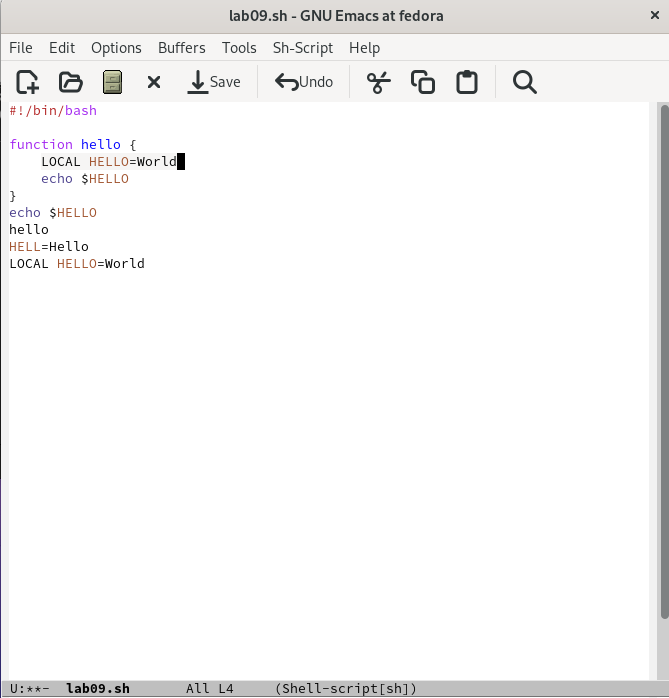 lab09.sh - GNU Emacs at fedora
File Edit Options Buffers Tools Sh-Script Help
Save Undo
#!/bin/bash
function hello {
    LOCAL HELLO=World
    echo $HELLO
}
echo $HELLO
hello
HELL=Hello
LOCAL HELLO=World
U:**-  lab09.sh       All L4     (Shell-script[sh])